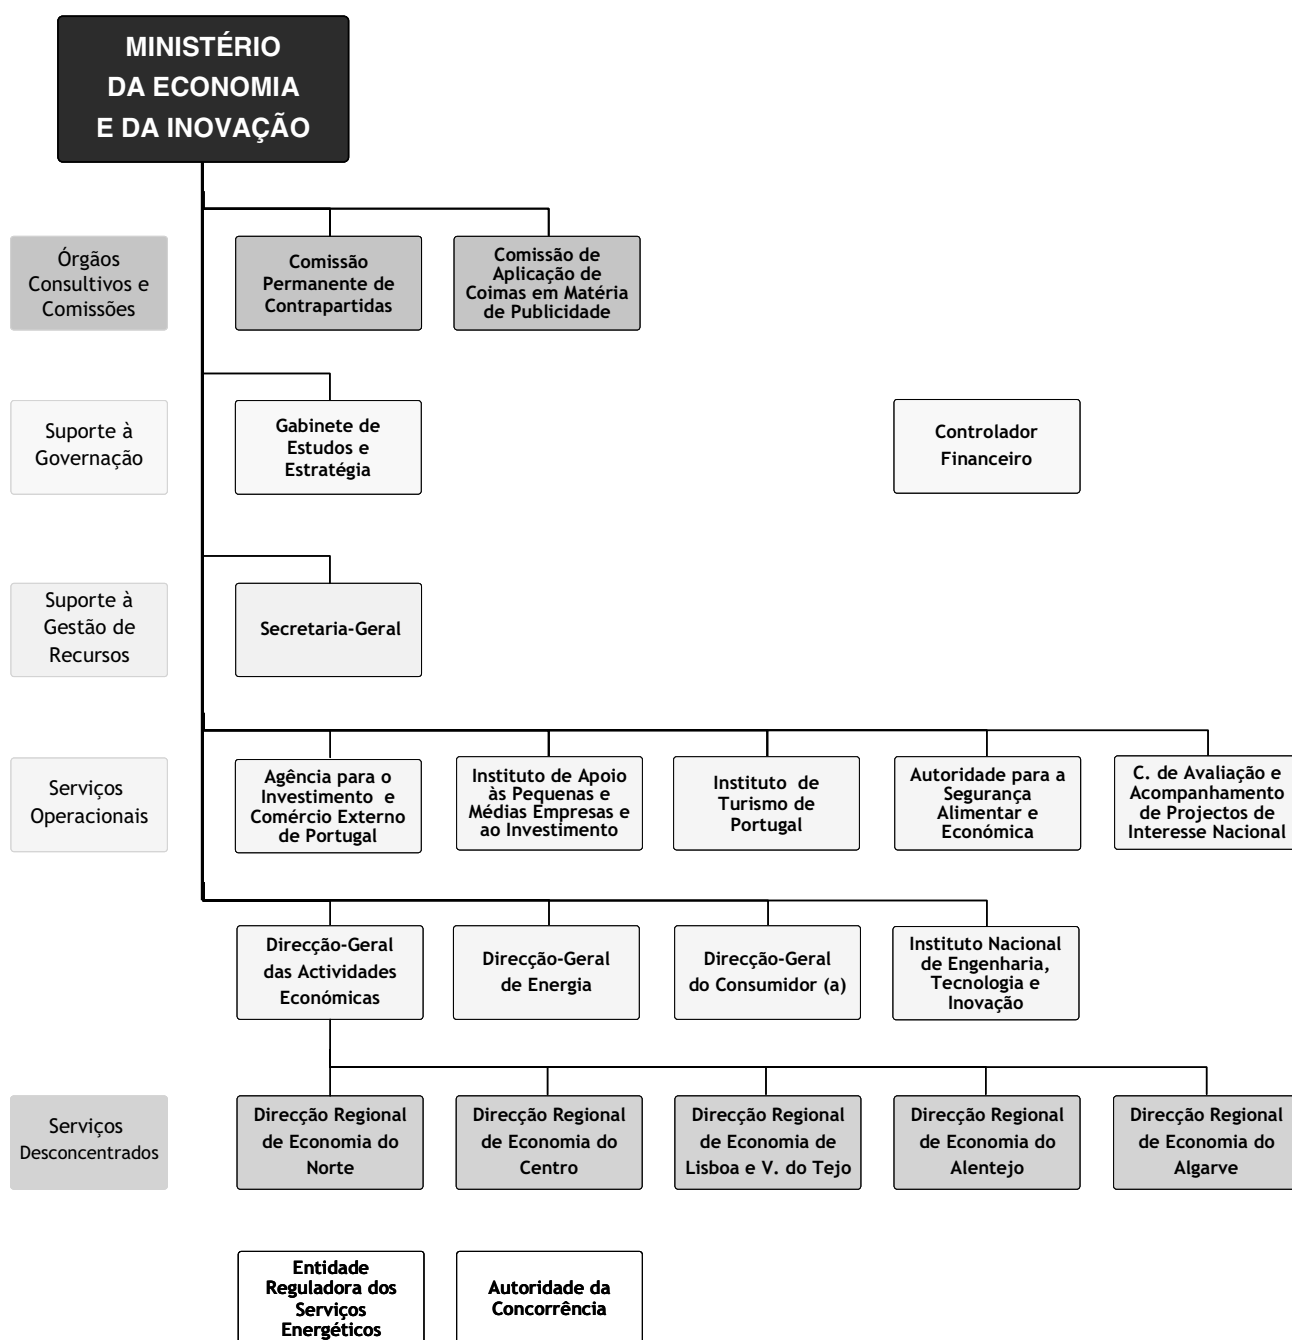 MINISTÉRIO
DA ECONOMIA
E DA INOVAÇÃO
Órgãos
Consultivos e
Comissões
Comissão
Permanente de
Contrapartidas
Comissão de
Aplicação de
Coimas em Matéria
de Publicidade
Suporte à
Governação
Gabinete de
Estudos e
Estratégia
Controlador
Financeiro
Suporte à
Gestão de
Recursos
Secretaria-Geral
Serviços
Operacionais
Agência para o
Investimento e
Comércio Externo
de Portugal
Instituto de Apoio
às Pequenas e
Médias Empresas e
ao Investimento
Instituto de
Turismo de
Portugal
Autoridade para a
Segurança
Alimentar e
Económica
C. de Avaliação e
Acompanhamento
de Projectos de
Interesse Nacional
Direcção-Geral
das Actividades
Económicas
Direcção-Geral
de Energia
Direcção-Geral
do Consumidor (a)
Instituto Nacional
de Engenharia,
Tecnologia e
Inovação
Serviços
Desconcentrados
Direcção Regional
de Economia do
Norte
Direcção Regional
de Economia do
Centro
Direcção Regional
de Economia de
Lisboa e V. do Tejo
Direcção Regional
de Economia do
Alentejo
Direcção Regional
de Economia do
Algarve
Entidade
Reguladora dos
Serviços
Energéticos
Autoridade da
Concorrência